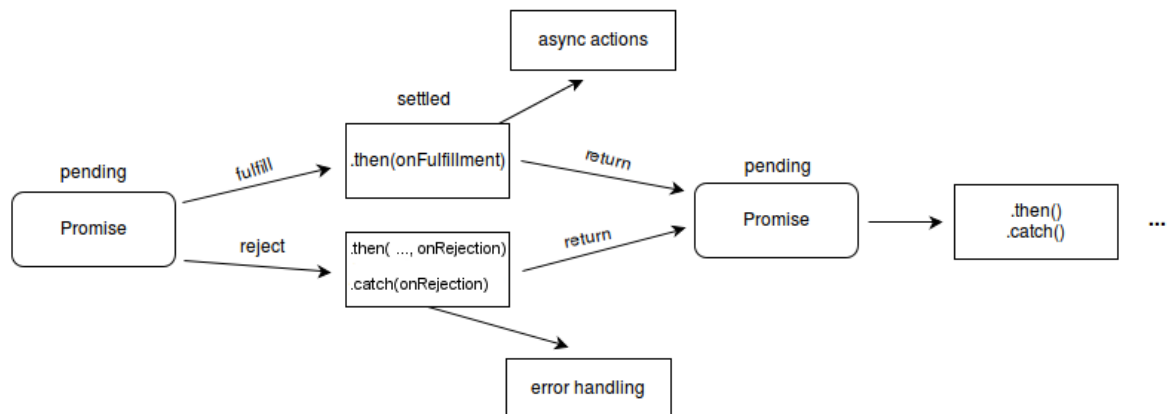 async actions
settled
.then(onFulfillment)
pending
fulfill
return
pending
Promise
Promise
.then()
.catch()
...
reject
.then( ..., onRejection)
.catch(onRejection)
return
error handling